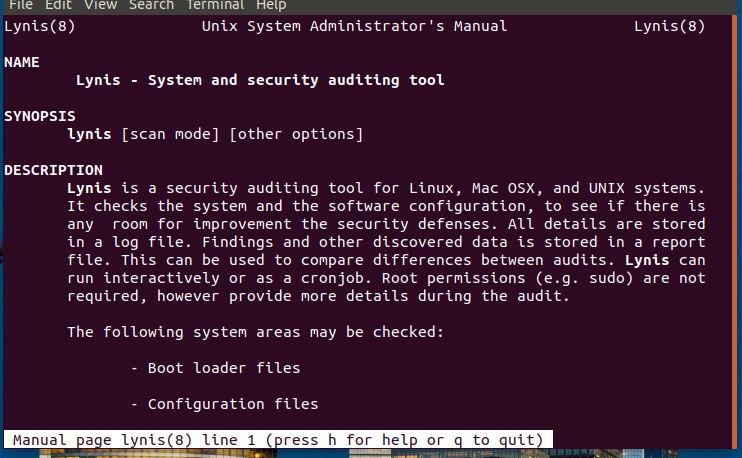 File Edit View Search Terminal Help
Lynis(8) Unix System Administrator's Manual Lynis(8)
NAME
Lynis - System and security auditing tool
SYNOPSIS
lynis [scan mode] [other options]
DESCRIPTION
Lynis is a security auditing tool for Linux, Mac OSX, and UNIX systems.
It checks the system and the software configuration, to see if there is
any  room for improvement the security defenses. All details are stored
in a log file. Findings and other discovered data is stored in a report
file. This can be used to compare differences between audits. Lynis can
run interactively or as a cronjob. Root permissions (e.g. sudo) are not
required, however provide more details during the audit.
The following system areas may be checked:
- Boot loader files
- Configuration files
Manual page lynis(8) line 1 (press h for help or q to quit)